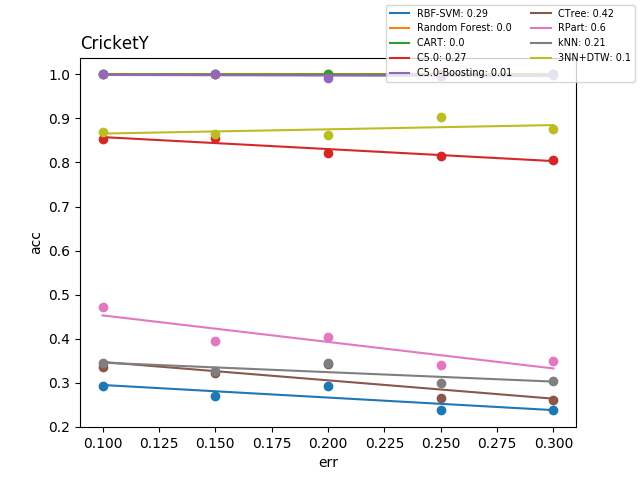 CricketY
RBF-SVM: 0.29
Random Forest: 0.0
CART: 0.0
C5.0: 0.27
C5.0-Boosting: 0.01
CTree: 0.42
RPart: 0.6
kNN: 0.21
3NN+DTW: 0.1
acc
1.0
0.9
0.8
0.7
0.6
0.5
0.4
0.3
0.2
0.100 0.125 0.150 0.175 0.200 0.225 0.250 0.275 0.300
err